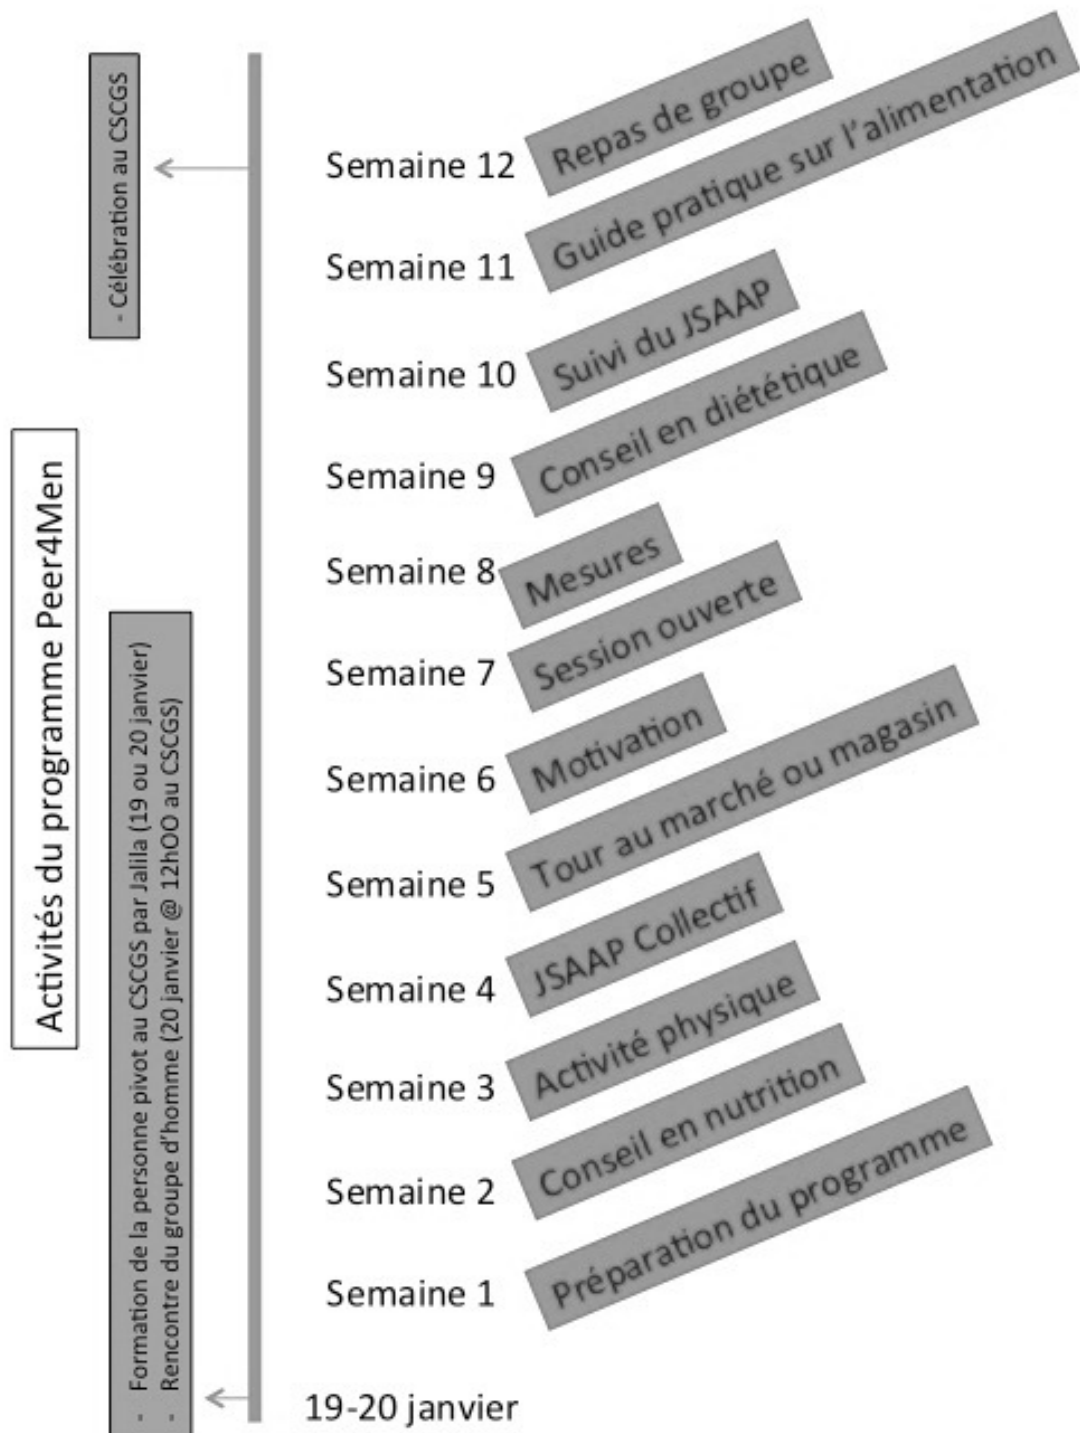 Activités du programme Peer4Men
- Célébration au CSCGS
- Formation de la personne pivot au CSCGS par Jalila (19 ou 20 janvier)
- Rencontre du groupe d'homme (20 janvier @ 12hOO au CSCGS)
Semaine 12
Repas de groupe
Semaine 11
Guide pratique sur l'alimentation
Semaine 10
Suivi du JSAAP
Semaine 9
Conseil en diététique
Semaine 8
Mesures
Semaine 7
Session ouverte
Semaine 6
Motivation
Semaine 5
Tour au marché ou magasin
Semaine 4
JSAAP Collectif
Semaine 3
Activité physique
Semaine 2
Conseil en nutrition
Semaine 1
Préparation du programme
19-20 janvier